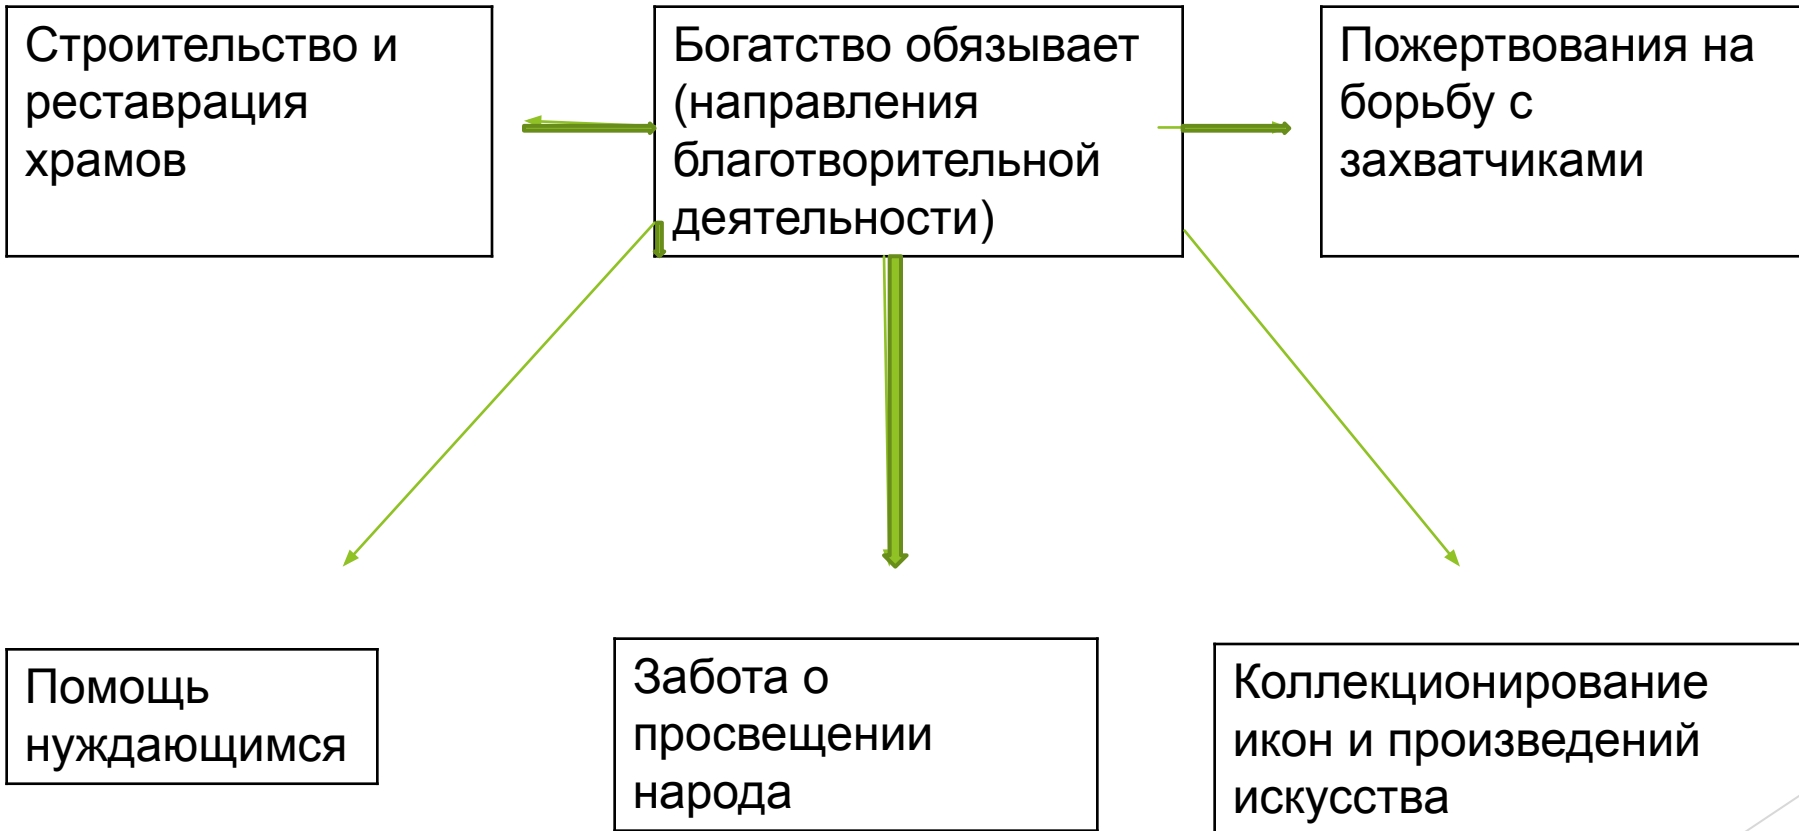 Строительство и
реставрация
храмов
Богатство обязывает
(направления
благотворительной
деятельности)
Пожертвования на
борьбу с
захватчиками
Помощь
нуждающимся
Забота о
просвещении
народа
Коллекционирование
икон и произведений
искусства